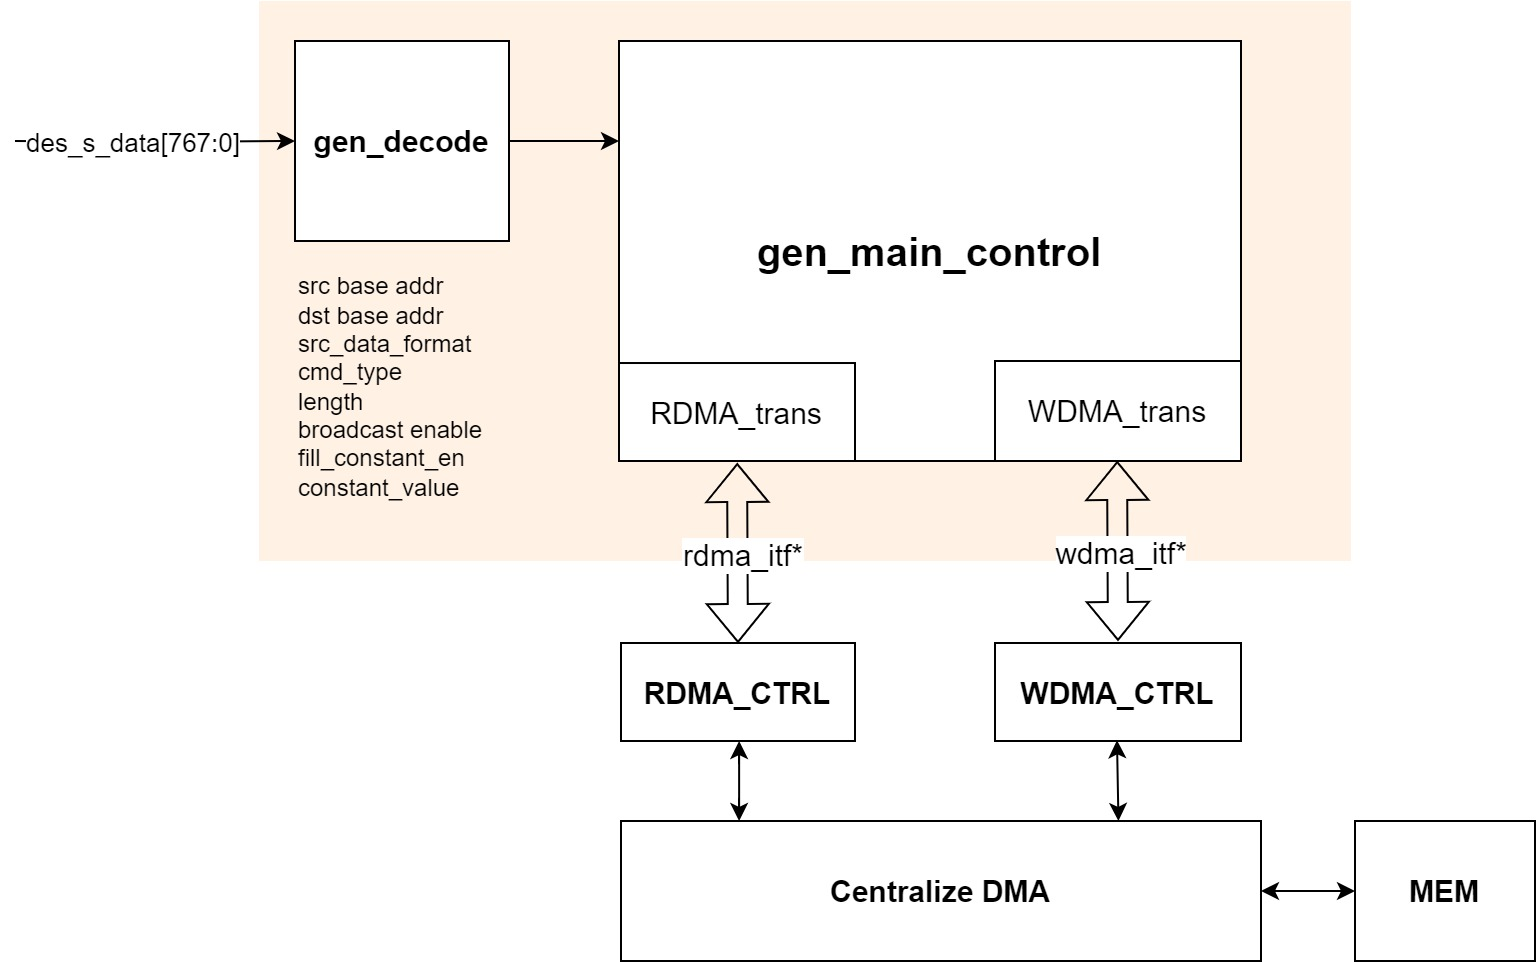 des_s_data[767:0]
gen_decode
gen_main_control
src base addr
dst base addr
src_data_format
cmd_type
length
broadcast enable
fill_constant_en
constant_value
RDMA_trans
WDMA_trans
rdma_itf*
wdma_itf*
RDMA_CTRL
WDMA_CTRL
Centralize DMA
MEM